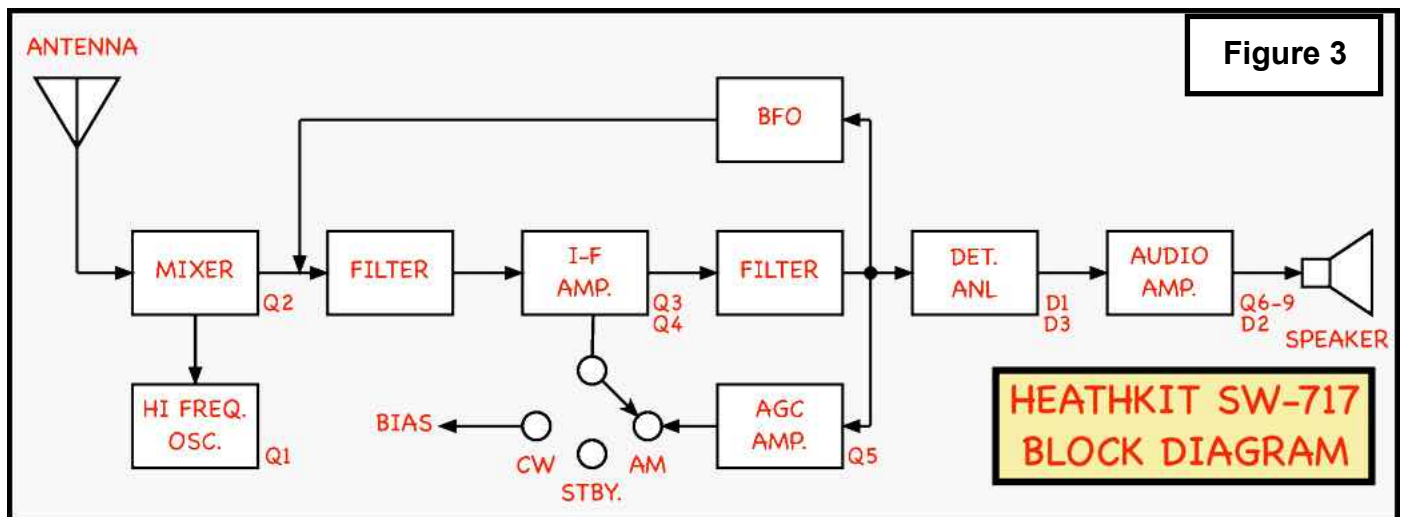 Figure 3
ANTENNA
BFO
MIXER
Q2
FILTER
I-F
AMP.
Q3
Q4
FILTER
DET.
ANL
D1
D3
AUDIO
AMP.
Q6-9
D2
SPEAKER
HI FREQ.
OSC.
Q1
BIAS
CW
STBY.
AM
AGC
AMP.
Q5
HEATHKIT SW-717
BLOCK DIAGRAM